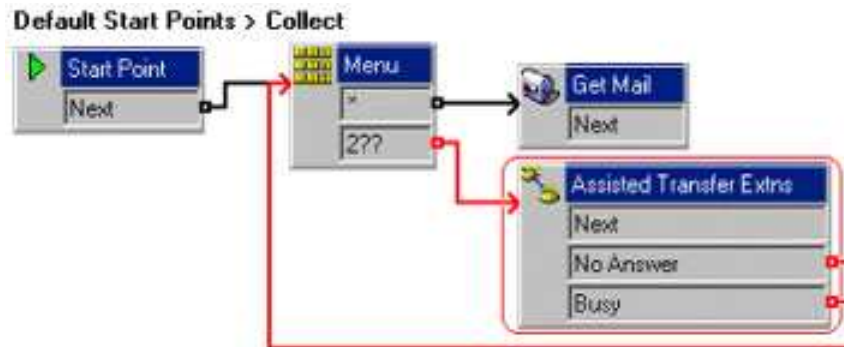 Default Start Points > Collect
Start Point
Next
Menu
*
2??
Get Mail
Next
Assisted Transfer Extns
Next
No Answer
Busy